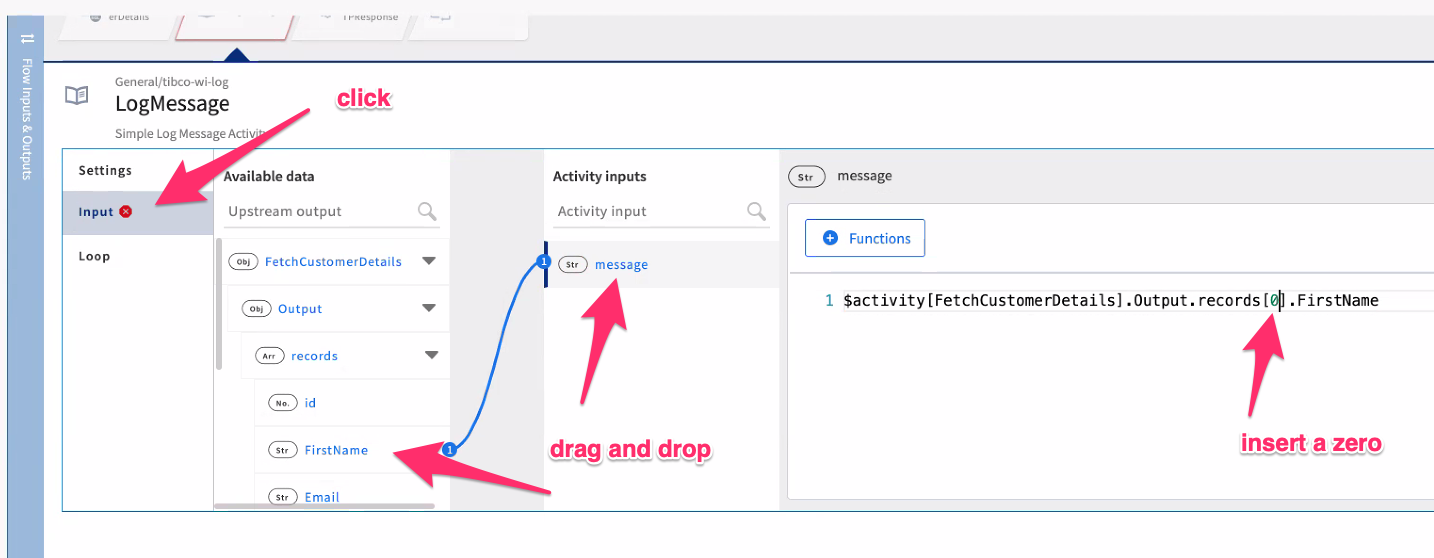 erDetails
TPResponse
Flow Inputs & Outputs
General/tibco-wi-log
LogMessage
Simple Log Message Activity
click
Settings
Input
Loop
Available data
Upstream output
Obj FetchCustomerDetails
Obj Output
Arr records
No. id
Str FirstName
Str Email
1
1
Activity inputs
Activity input
Str message
drag and drop
Str message
Functions
1 $activity[FetchCustomerDetails].Output.records[0].FirstName
insert a zero